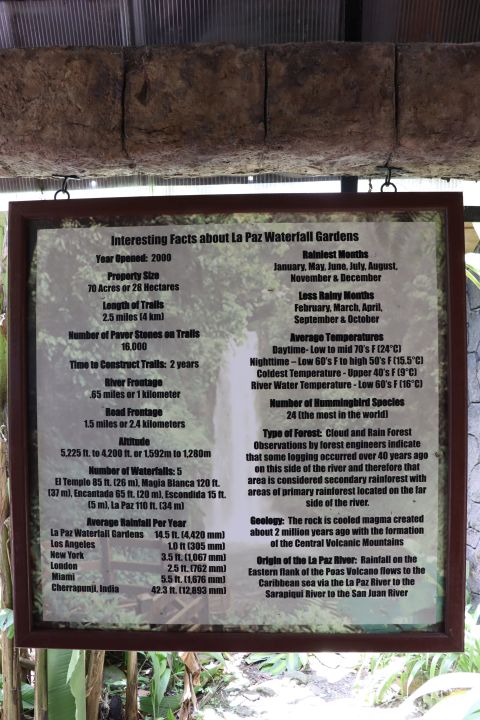 Interesting Facts about La Paz Waterfall Gardens
Year Opened: 2000
Property Size
70 Acres or 28 Hectares
Length of Trails
2.5 miles (4 km)
Number of Paver Stones on Trails
16,000
Time to Construct Trails: 2 years
River Frontage
.65 miles or 1 kilometer
Road Frontage
1.5 miles or 2.4 kilometers
Altitude
5,225 ft. to 4,200 ft. or 1,592m to 1,280m
Number of Waterfalls: 5
El Templo 85 ft. (26 m), Magia Blanca 120 ft.
(37 m), Encantada 65 ft. (20 m), Escondida 15 ft.
(5 m), La Paz 110 ft. (34 m)
Average Rainfall Per Year
La Paz Waterfall Gardens 14.5 ft. (4,420 mm)
Los Angeles 1.0 ft (305 mm)
New York 3.5 ft. (1,067 mm)
London 2.5 ft. (762 mm)
Miami 5.5 ft. (1,676 mm)
Cherrapunji, India 42.3 ft. (12,893 mm)
Rainiest Months
January, May, June, July, August,
November & December
Less Rainy Months
February, March, April,
September & October
Average Temperatures
Daytime- Low to mid 70's F (24°C)
Nighttime – Low 60's F to high 50's F (15.5°C)
Coldest Temperature - Upper 40's F (9°C)
River Water Temperature - Low 60's F (16°C)
Number of Hummingbird Species
24 (the most in the world)
Type of Forest: Cloud and Rain Forest
Observations by forest engineers indicate
that some logging occurred over 40 years ago
on this side of the river and therefore that
area is considered secondary rainforest with
areas of primary rainforest located on the far
side of the river.
Geology: The rock is cooled magma created
about 2 million years ago with the formation
of the Central Volcanic Mountains
Origin of the La Paz River: Rainfall on the
Eastern flank of the Poas Volcano flows to the
Caribbean sea via the La Paz River to the
Sarapiqui River to the San Juan River